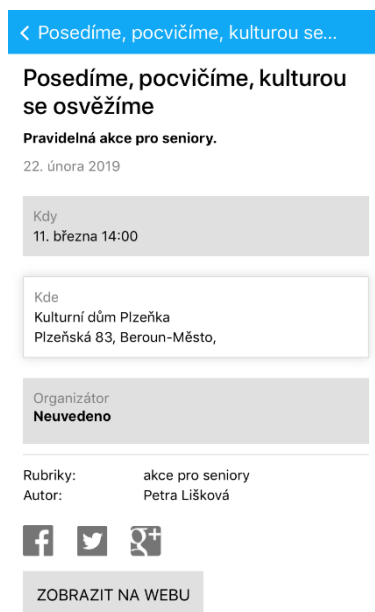 Posedíme, pocvičíme, kulturou se...
Posedíme, pocvičíme, kulturou
se osvěžíme
Pravidelná akce pro seniory.
22. února 2019
Kdy
11. března 14:00
Kde
Kulturní dům Plzeňka
Plzeňská 83, Beroun-Město,
Organizátor
Neuvedeno
Rubriky: akce pro seniory
Autor: Petra Lišková
ZOBRAZIT NA WEBU